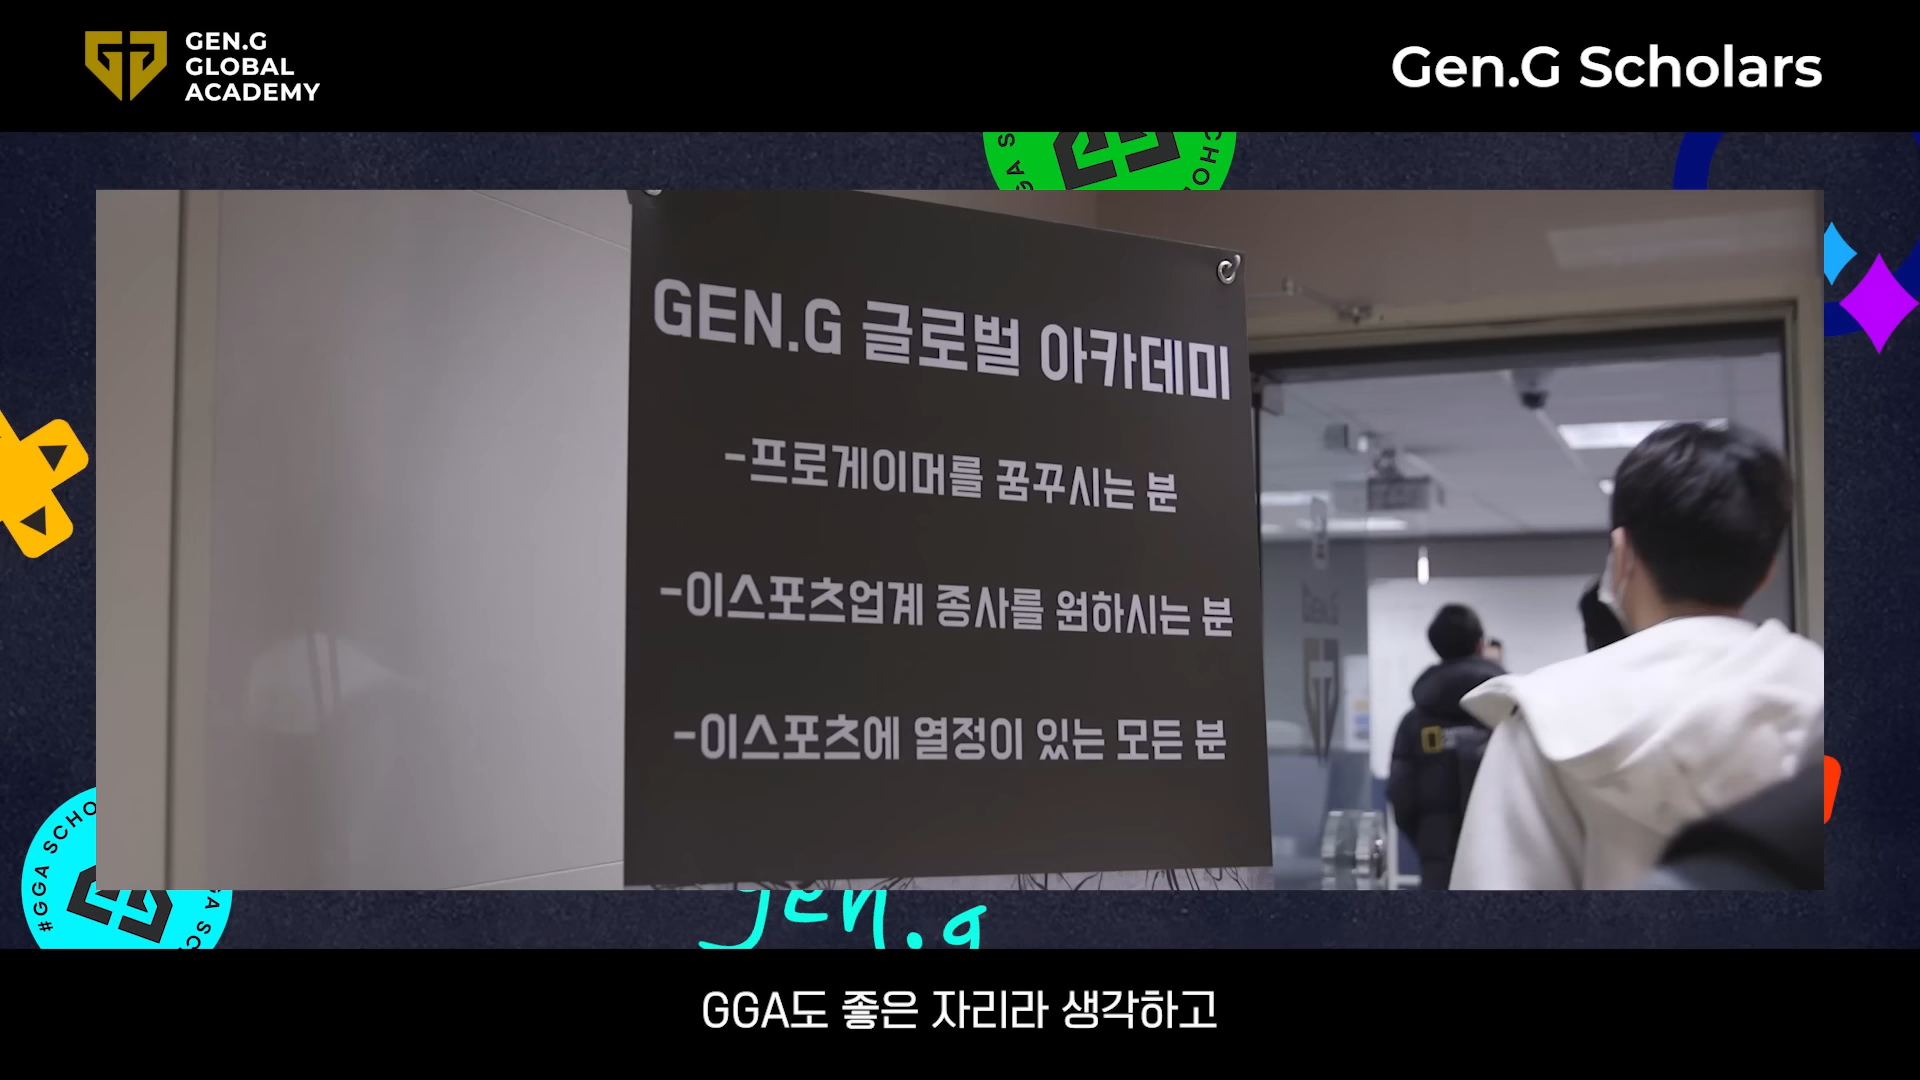 GEN.G
GLOBAL
ACADEMY
Gen.G Scholars
GEN.G 글로벌 아카데미
-프로게이머를 꿈꾸시는 분
-이스포츠업계 종사를 원하시는 분
-이스포츠에 열정이 있는 모든 분
#GGA SCHO
gen.g
GGA도 좋은 자리라 생각하고